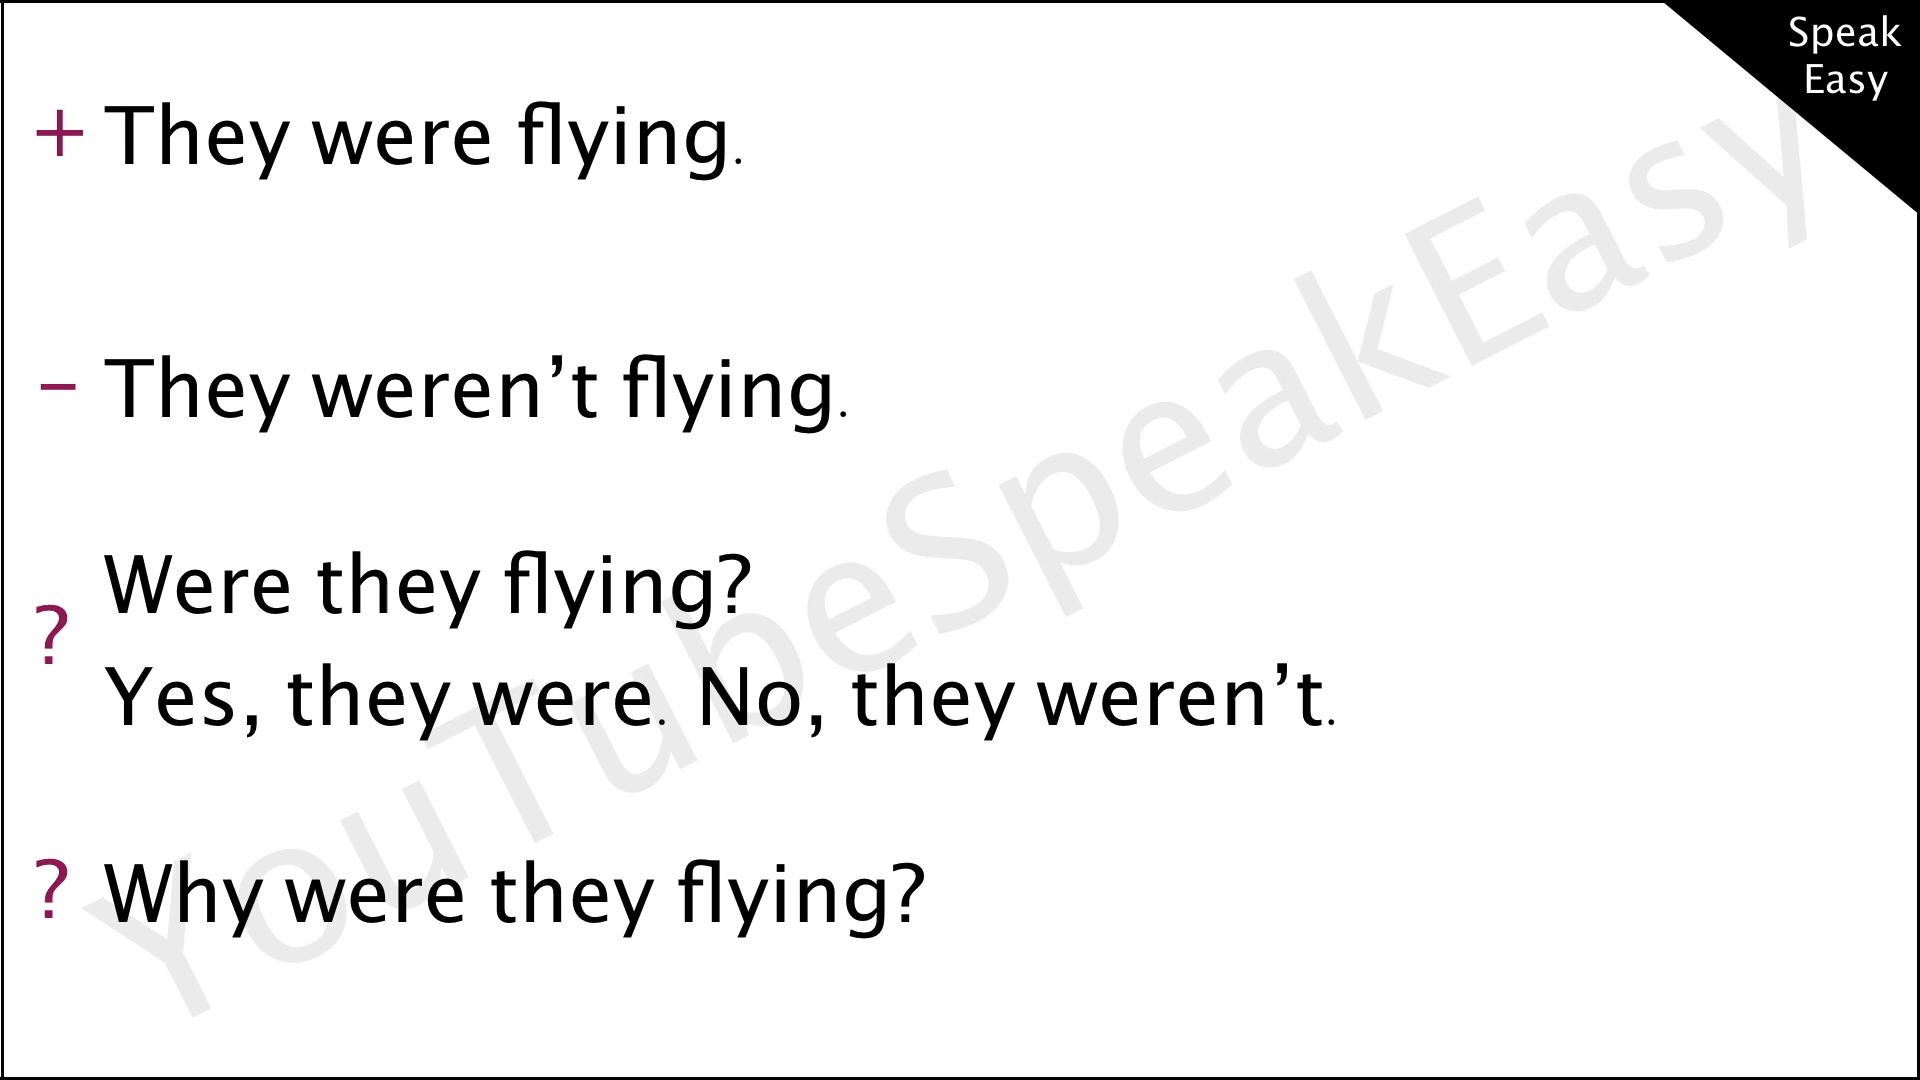 Speak
Easy
+ They were flying.
– They weren’t flying.
Were they flying?
?
Yes, they were. No, they weren’t.
? Why were they flying?
YouTubeSpeakEasy